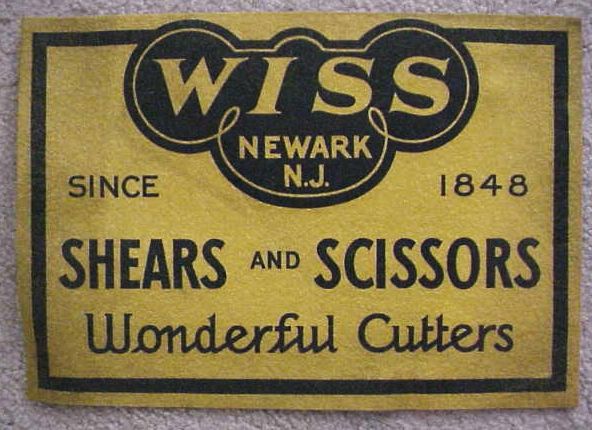 WISS
NEWARK
N.J.
SINCE 1848
SHEARS AND SCISSORS
Wonderful Cutters